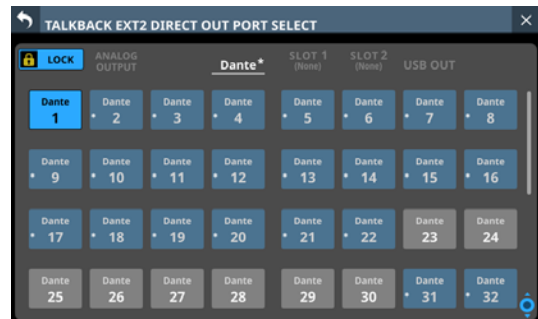 TALKBACK EXT2 DIRECT OUT PORT SELECT
LOCK
ANALOG
OUTPUT
Dante*
SLOT 1
(None)
SLOT 2
(None)
USB OUT
Dante
1
Dante
2
Dante
3
Dante
4
Dante
5
Dante
6
Dante
7
Dante
8
Dante
9
Dante
10
Dante
11
Dante
12
Dante
13
Dante
14
Dante
15
Dante
16
Dante
17
Dante
18
Dante
19
Dante
20
Dante
21
Dante
22
Dante
23
Dante
24
Dante
25
Dante
26
Dante
27
Dante
28
Dante
29
Dante
30
Dante
31
Dante
32